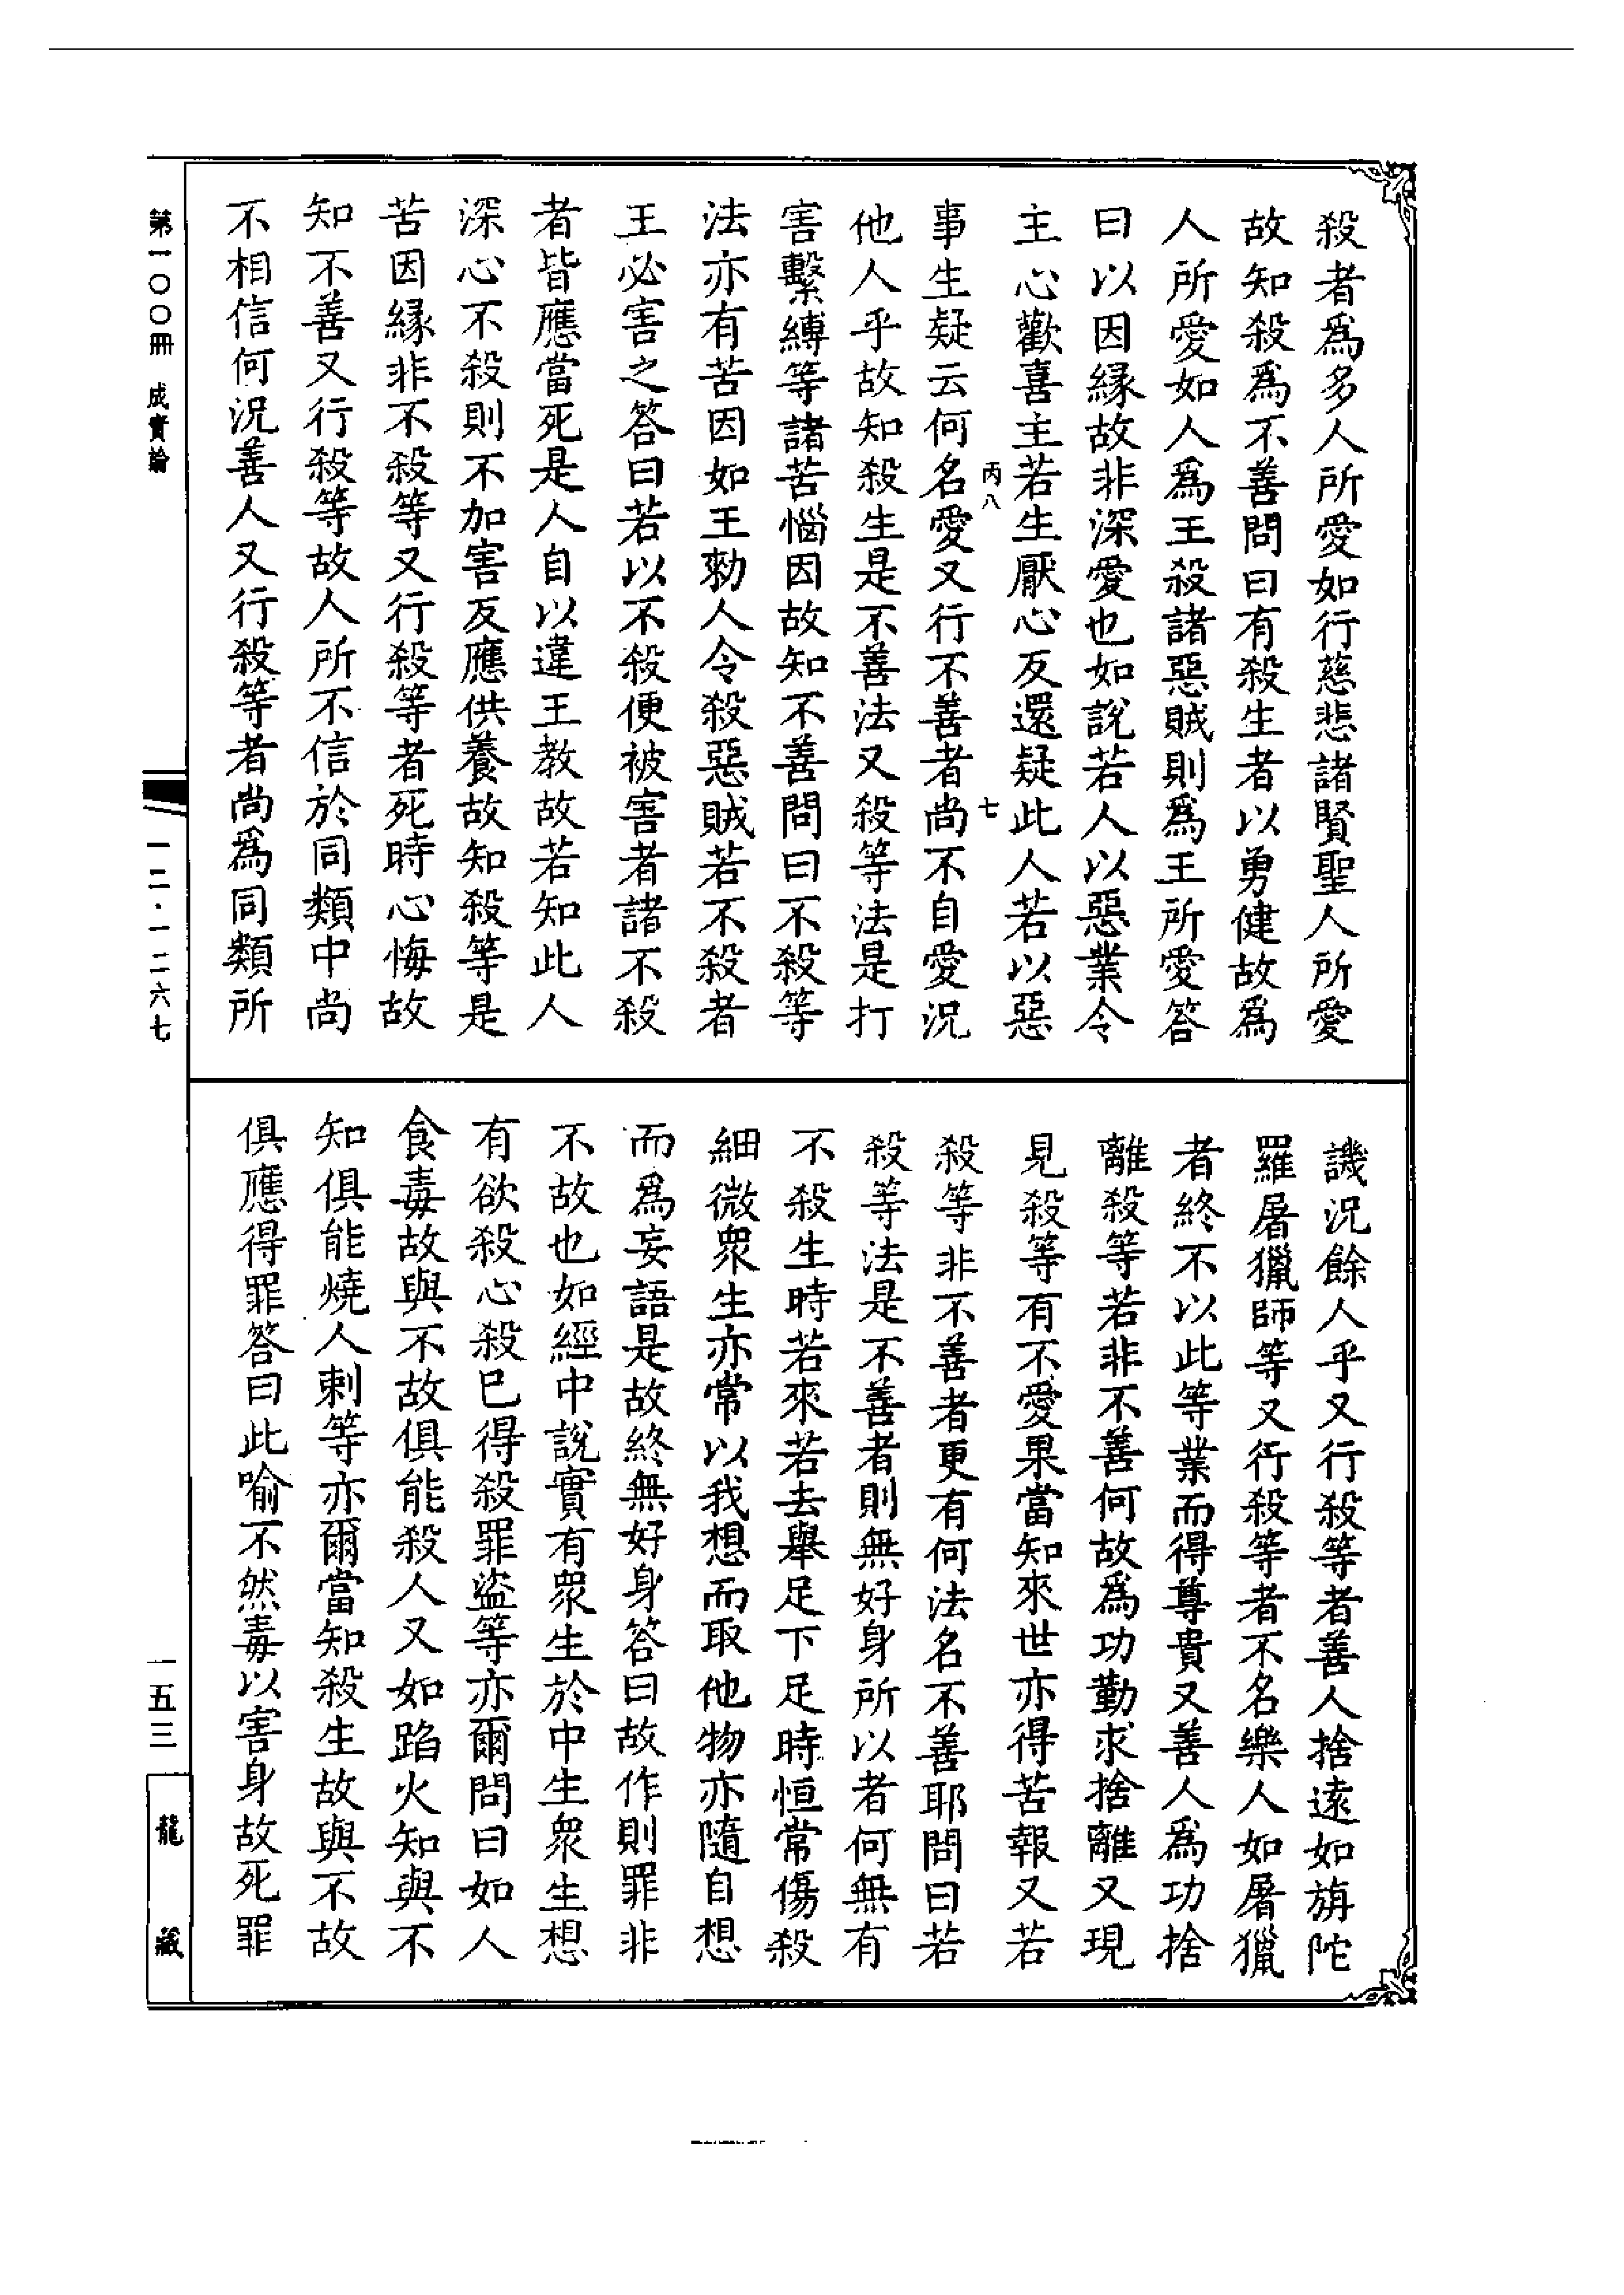 殺者爲多人所愛如行慈悲諸賢聖人所愛
故知殺爲不善問曰有殺生者以勇健故爲
人所愛如人爲王殺諸惡賊則爲王所愛答
曰以因緣故非深愛也如說若人以惡業令
主心歡喜主若生厭心反還疑此人若以惡
丙八 七
事生疑云何名愛又行不善者尚不自愛況
他人乎故知殺生是不善法又殺等法是打
害繫縛等諸苦惱因故知不善問曰不殺等
法亦有苦因如王勑人令殺惡賊若不殺者
王必害之答曰若以不殺便被害者諸不殺
者皆應當死是人自以違王教故若知此人
深心不殺則不加害反應供養故知殺等是
苦因緣非不殺等又行殺等者死時心悔故
知不善又行殺等故人所不信於同類中尚
不相信何況善人又行殺等者尚爲同類所
譏況餘人乎又行殺等者善人捨遠如旃陀
羅屠獵師等又行殺等者不名樂人如屠獵
者終不以此等業而得尊貴又善人爲功捨
離殺等若非不善何故爲功勤求捨離又現
見殺等有不愛果當知來世亦得苦報又若
殺等非不善者更有何法名不善耶問曰若
殺等法是不善者則無好身所以者何無有
不殺生時若來若去舉足下足時恒常傷殺
細微眾生亦常以我想而取他物亦隨自想
而爲妄語是故終無好身答曰故作則罪非
不故也如經中說實有眾生於中生眾生想
有欲殺心殺已得殺罪盜等亦爾問曰如人
食毒故與不故俱能殺人又如蹈火知與不
知俱能燒人刺等亦爾當知殺生故與不故
俱應得罪答曰此喻不然毒以害身故死罪
第一〇〇冊 成實論
一二·一二六七
一五三
龍藏